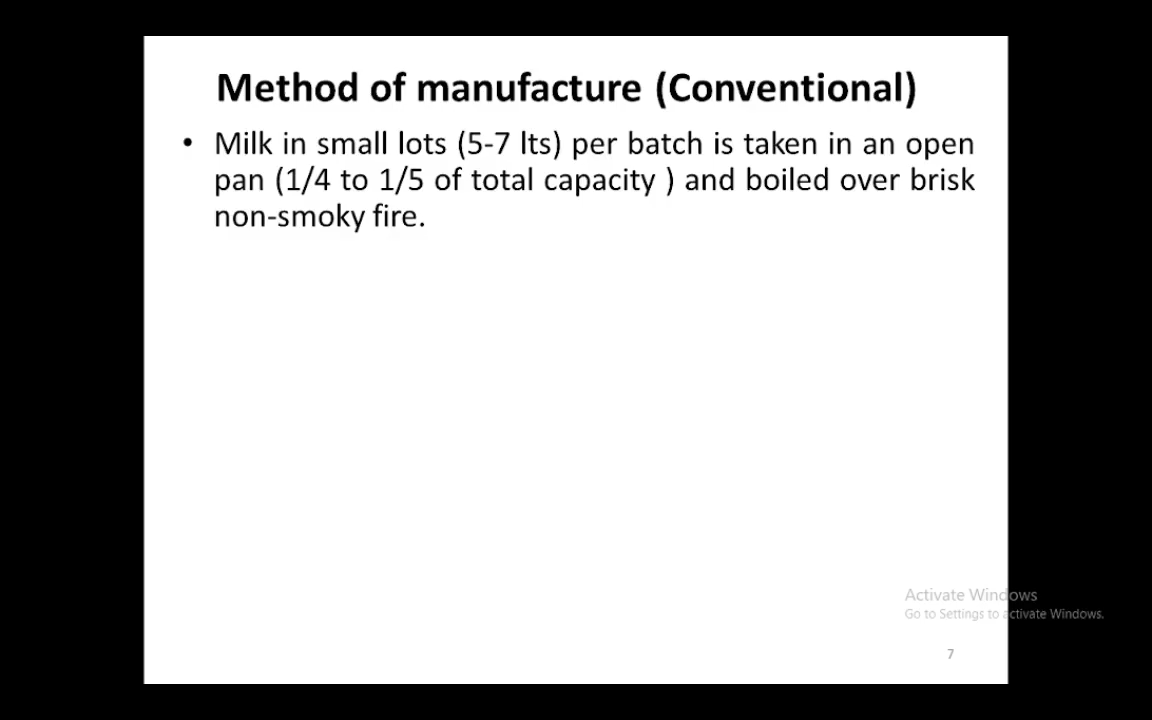 Method of manufacture (Conventional)
• Milk in small lots (5-7 lts) per batch is taken in an open
pan (1/4 to 1/5 of total capacity ) and boiled over brisk
non-smoky fire.
Activate Windows
Go to Settings to activate Windows.
7